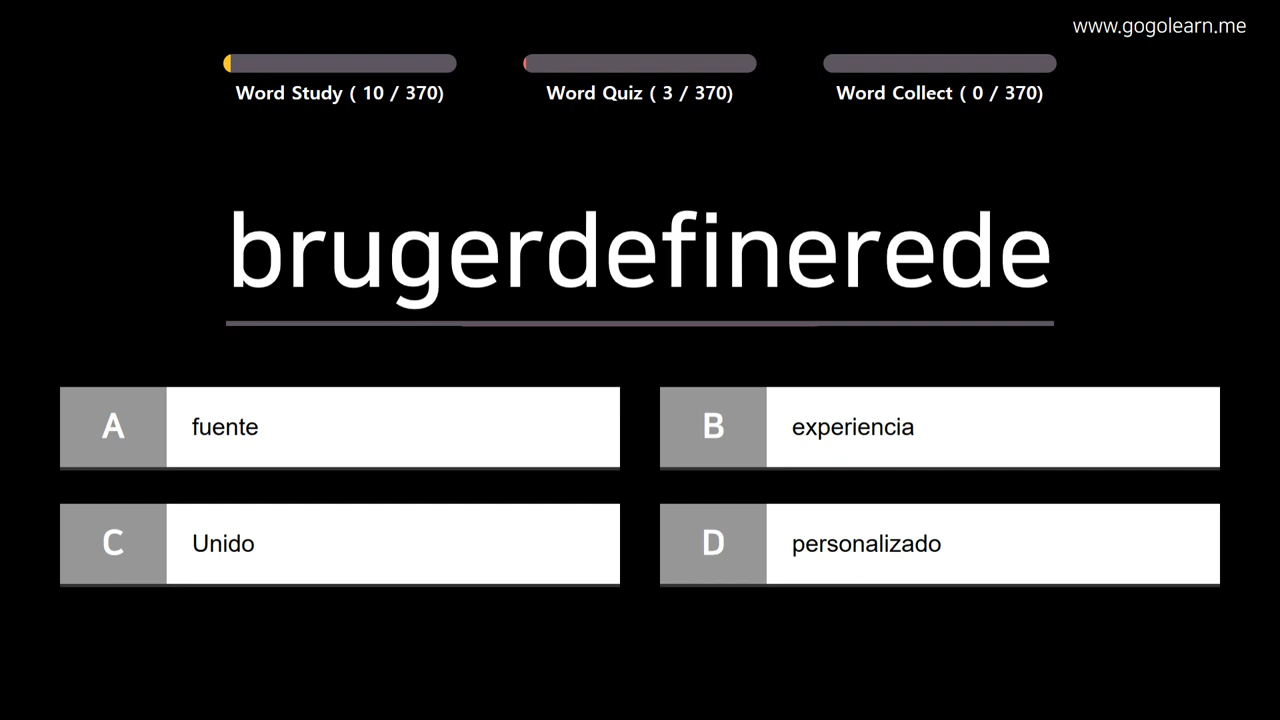 www.gogolearn.me
Word Study ( 10 / 370)
Word Quiz ( 3 / 370)
Word Collect ( 0 / 370)
brugerdefinerede
A fuente
B experiencia
C Unido
D personalizado